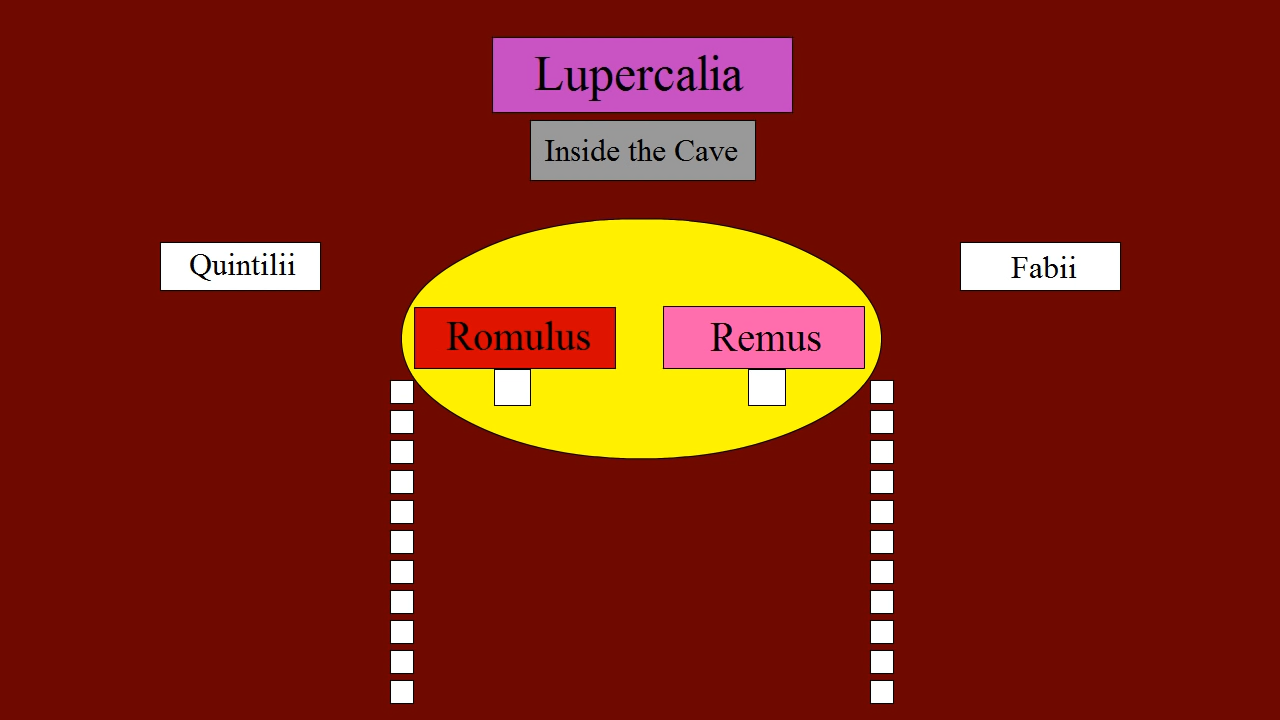 Lupercalia
Inside the Cave
Quintilii
Fabii
Romulus
Remus